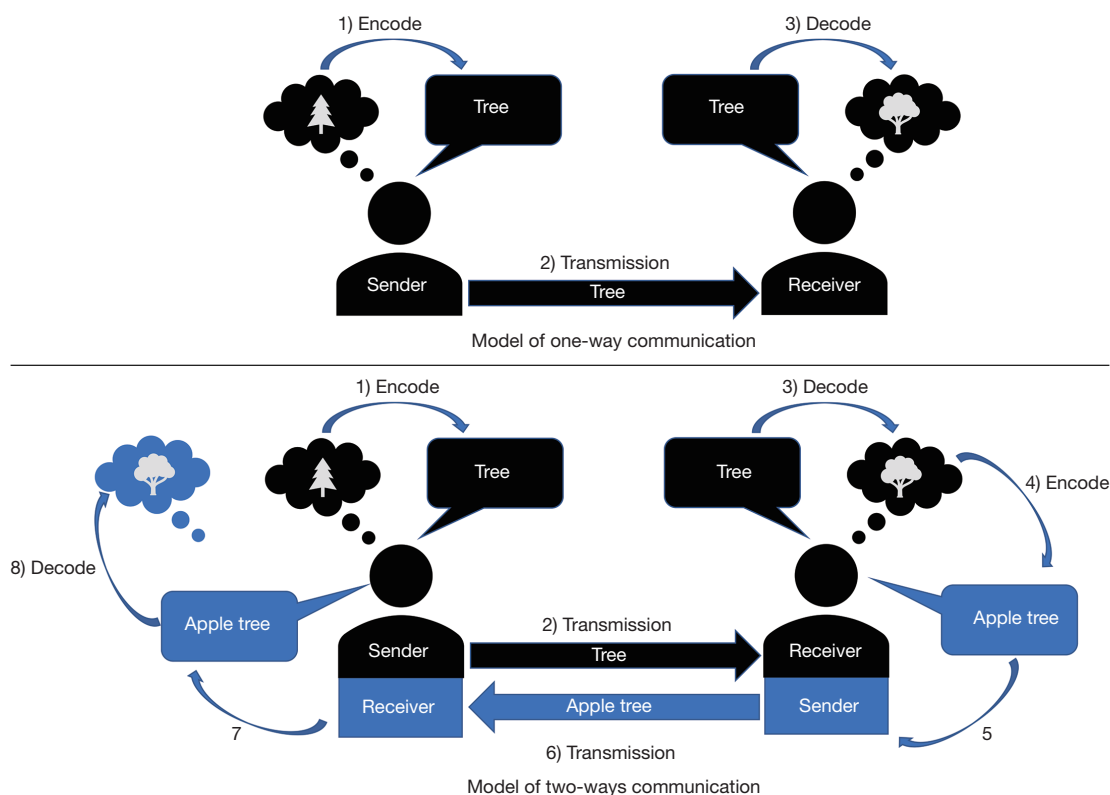 1) Encode
3) Decode
Tree
Tree
2) Transmission
Sender
Tree
Receiver
Model of one-way communication
1) Encode
3) Decode
Tree
Tree
4) Encode
8) Decode
Apple tree
Apple tree
2) Transmission
Sender
Tree
Receiver
Receiver
Apple tree
Sender
7
5
6) Transmission
Model of two-ways communication